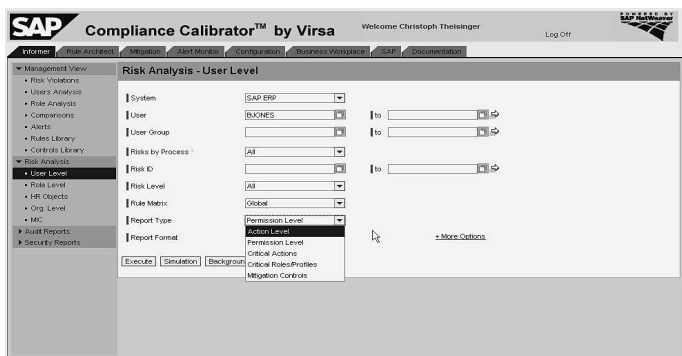 SAP Compliance Calibrator™ by Virsa
Welcome Christoph Theisinger
Log Off
POWERED BY
SAP NetWeaver
Informer Rule Architect Mitigation Alert Monitor Configuration Business Workplace SAP Documentation
Management View
Risk Violations
Users Analysis
Role Analysis
Comparisons
Alerts
Rules Library
Controls Library
Risk Analysis
User Level
Role Level
HR Objects
Org. Level
MIC
Audit Reports
Security Reports
Risk Analysis - User Level
System SAP ERP
User BJONES to
User Group to
Risks by Process * All
Risk ID to
Risk Level All
Rule Matrix Global
Report Type Permission Level
Report Format + More Options
Action Level
Permission Level
Critical Actions
Critical Roles/Profiles
Mitigation Controls
Execute Simulation Backgroun